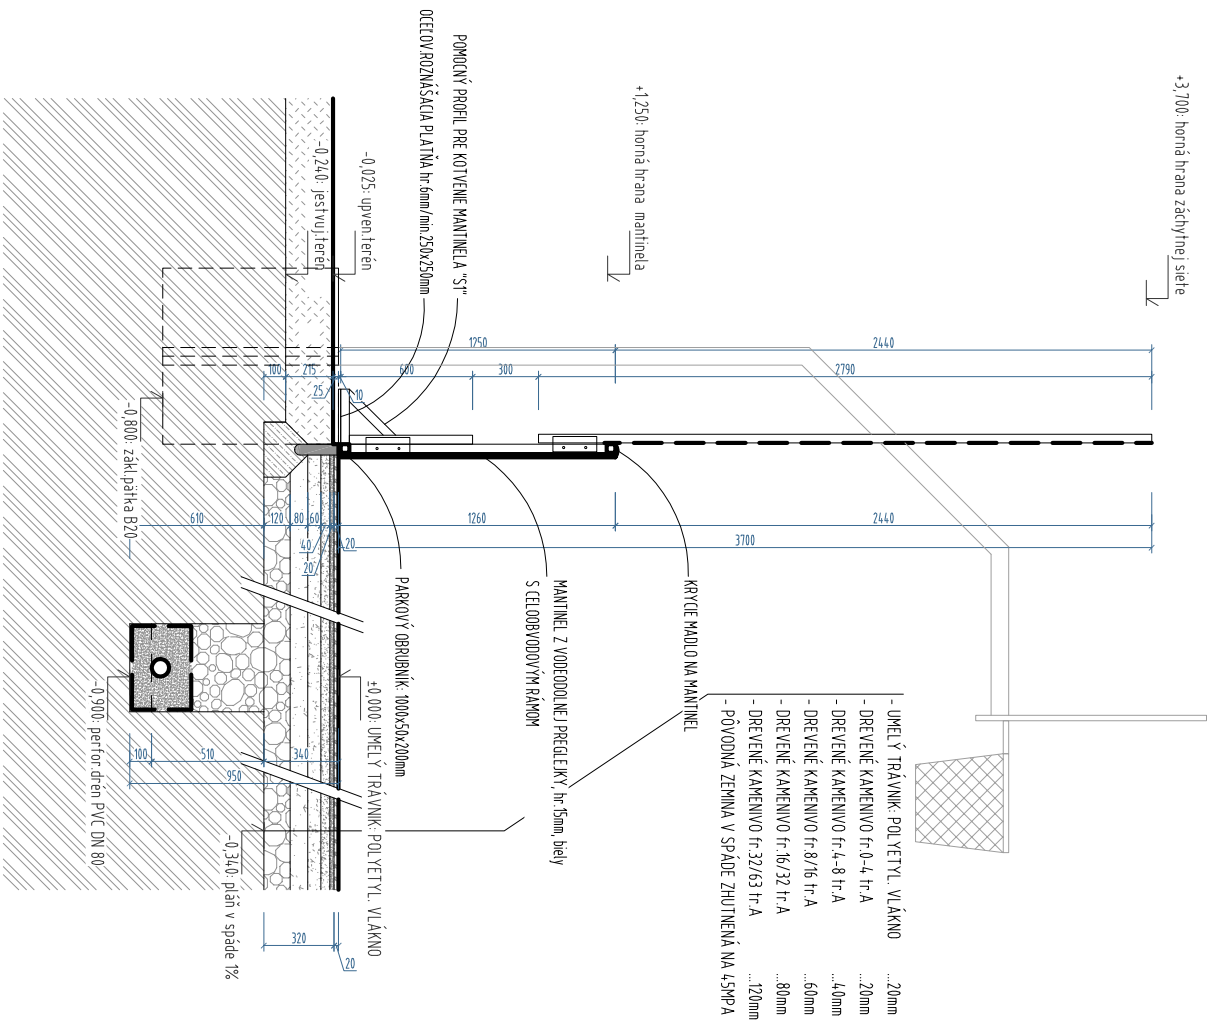 +3,700: horná hrana záchytnej siete
+1,250: horná hrana mantinela
POMOCNÝ PROFIL PRE KOTVENIE MANTINELA "S1"
OCEĽOV.ROZNÁŠACIA PLATŇA hr.6mm/min.250x250mm
-0,025: upven.terén
-0,240: jestvuj.terén
-0,800: zákl.pätka B20
1250
2440
100
215
600
300
2790
25
10
610
120
80
60
1260
2440
40
20
20
3700
KRYCIE MADLO NA MANTINEL
MANTINEL Z VODEODOLNEJ PREGLEJKY, hr.15mm, biely
S CELOOBVODOVÝM RÁMOM
PARKOVÝ OBRUBNÍK: 1000x50x200mm
±0,000: UMELÝ TRÁVNIK: POLYETYL. VLÁKNO
- UMELÝ TRÁVNIK: POLYETYL. VLÁKNO ...20mm
- DREVENÉ KAMENIVO fr.0-4 tr.A ...20mm
- DREVENÉ KAMENIVO fr.4-8 tr.A ...40mm
- DREVENÉ KAMENIVO fr.8/16 tr.A ...60mm
- DREVENÉ KAMENIVO fr.16/32 tr.A ...80mm
- DREVENÉ KAMENIVO fr.32/63 tr.A ...120mm
- PÔVODNÁ ZEMINA V SPÁDE ZHUTNENÁ NA 45MPA
100
510
340
950
-0,900: perfor.drén PVC DN 80
-0,340: pláň v spáde 1%
320
20